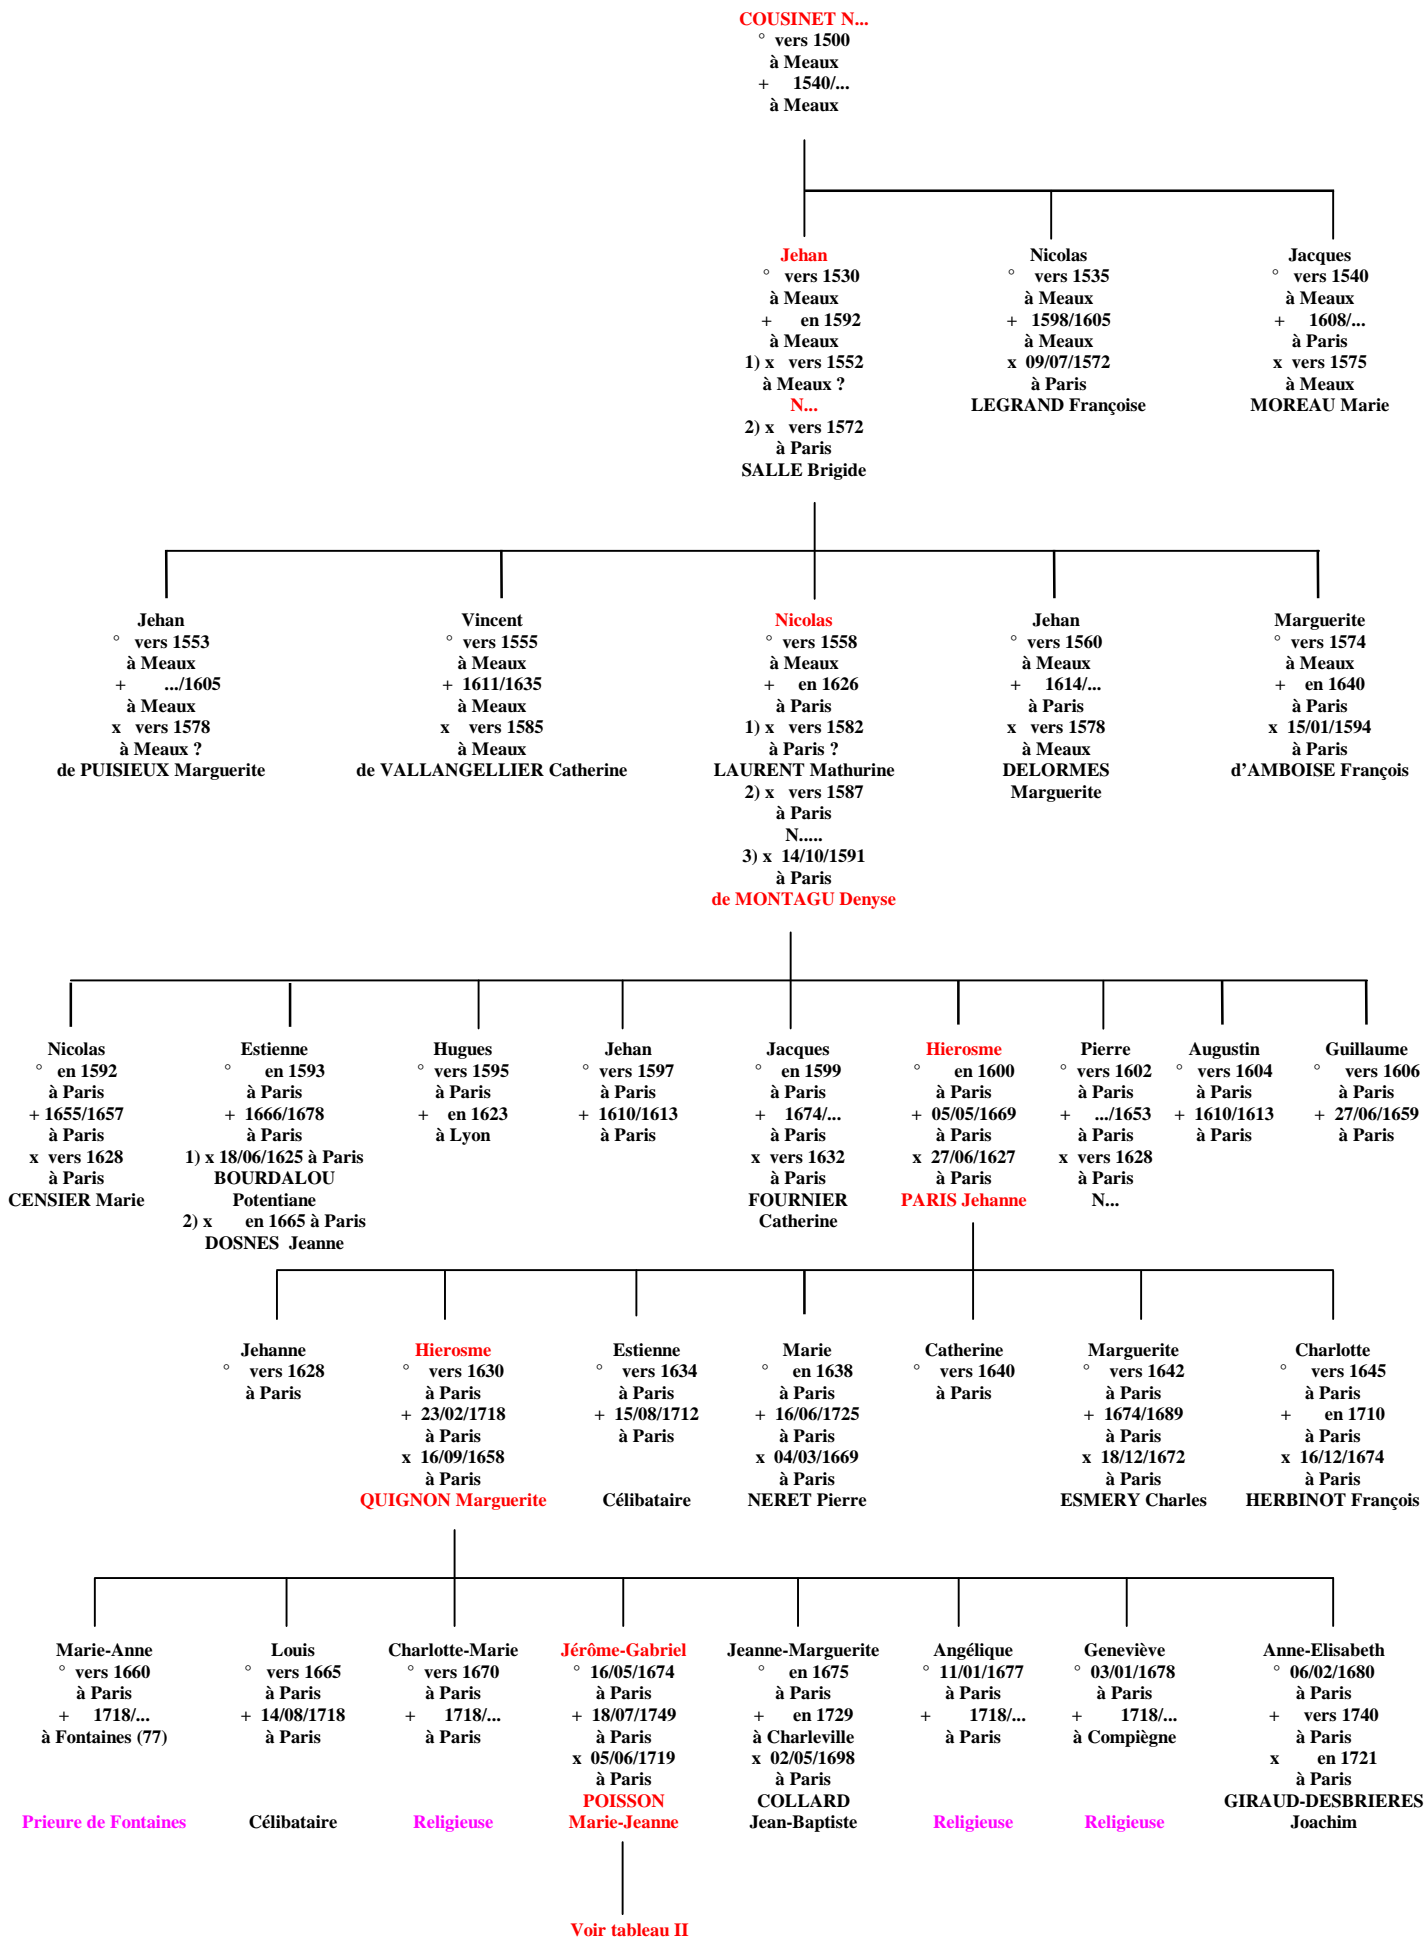 COUSINET N...
° vers 1500
à Meaux
+ 1540/...
à Meaux
Jehan
° vers 1530
à Meaux
+ en 1592
à Meaux
1) x vers 1552
à Meaux ?
N...
2) x vers 1572
à Paris
SALLE Brigide
Nicolas
° vers 1535
à Meaux
+ 1598/1605
à Meaux
x 09/07/1572
à Paris
LEGRAND Françoise
Jacques
° vers 1540
à Meaux
+ 1608/...
à Paris
x vers 1575
à Meaux
MOREAU Marie
Jehan
° vers 1553
à Meaux
+ .../1605
à Meaux
x vers 1578
à Meaux ?
de PUISIEUX Marguerite
Vincent
° vers 1555
à Meaux
+ 1611/1635
à Meaux
x vers 1585
à Meaux
de VALLANGELLIER Catherine
Nicolas
° vers 1558
à Meaux
+ en 1626
à Paris
1) x vers 1582
à Paris ?
LAURENT Mathurine
2) x vers 1587
à Paris
N.....
3) x 14/10/1591
à Paris
de MONTAGU Denyse
Jehan
° vers 1560
à Meaux
+ 1614/...
à Paris
x vers 1578
à Meaux
DELORMES
Marguerite
Marguerite
° vers 1574
à Meaux
+ en 1640
à Paris
x 15/01/1594
à Paris
d'AMBOISE François
Nicolas
° en 1592
à Paris
+ 1655/1657
à Paris
x vers 1628
à Paris
CENSIER Marie
Estienne
° en 1593
à Paris
+ 1666/1678
à Paris
1) x 18/06/1625 à Paris
BOURDALOU
Potentiane
2) x en 1665 à Paris
DOSNES Jeanne
Hugues
° vers 1595
à Paris
+ en 1623
à Lyon
Jehan
° vers 1597
à Paris
+ 1610/1613
à Paris
Jacques
° en 1599
à Paris
+ 1674/...
à Paris
x vers 1632
à Paris
FOURNIER
Catherine
Hierosme
° en 1600
à Paris
+ 05/05/1669
à Paris
x 27/06/1627
à Paris
PARIS Jehanne
Pierre
° vers 1602
à Paris
+ .../1653
à Paris
x vers 1628
à Paris
N...
Augustin
° vers 1604
à Paris
+ 1610/1613
à Paris
Guillaume
° vers 1606
à Paris
+ 27/06/1659
à Paris
Jehanne
° vers 1628
à Paris
Hierosme
° vers 1630
à Paris
+ 23/02/1718
à Paris
x 16/09/1658
à Paris
QUIGNON Marguerite
Estienne
° vers 1634
à Paris
+ 15/08/1712
à Paris
Célibataire
Marie
° en 1638
à Paris
+ 16/06/1725
à Paris
x 04/03/1669
à Paris
NERET Pierre
Catherine
° vers 1640
à Paris
Marguerite
° vers 1642
à Paris
+ 1674/1689
à Paris
x 18/12/1672
à Paris
ESMERY Charles
Charlotte
° vers 1645
à Paris
+ en 1710
à Paris
x 16/12/1674
à Paris
HERBINOT François
Marie-Anne
° vers 1660
à Paris
+ 1718/...
à Fontaines (77)
Prieure de Fontaines
Louis
° vers 1665
à Paris
+ 14/08/1718
à Paris
Célibataire
Charlotte-Marie
° vers 1670
à Paris
+ 1718/...
à Paris
Religieuse
Jérôme-Gabriel
° 16/05/1674
à Paris
+ 18/07/1749
à Paris
x 05/06/1719
à Paris
POISSON
Marie-Jeanne
Jeanne-Marguerite
° en 1675
à Paris
+ en 1729
à Charleville
x 02/05/1698
à Paris
COLLARD
Jean-Baptiste
Angélique
° 11/01/1677
à Paris
+ 1718/...
à Paris
Religieuse
Geneviève
° 03/01/1678
à Paris
+ 1718/...
à Compiègne
Religieuse
Anne-Elisabeth
° 06/02/1680
à Paris
+ vers 1740
à Paris
x en 1721
à Paris
GIRAUD-DESBRIERES
Joachim
Voir tableau II